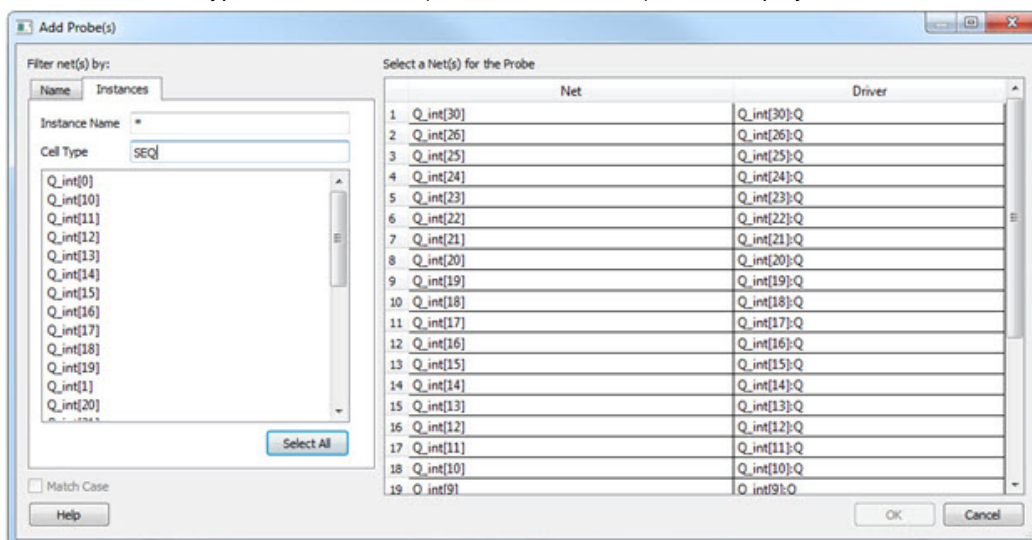 Add Probe(s)
Filter net(s) by:
Name Instances
Instance Name *
Cell Type SEQ
Q_int[0]
Q_int[10]
Q_int[11]
Q_int[12]
Q_int[13]
Q_int[14]
Q_int[15]
Q_int[16]
Q_int[17]
Q_int[18]
Q_int[19]
Q_int[1]
Q_int[20]
Select All
Match Case
Help
Select a Net(s) for the Probe
Net Driver
1 Q_int[30] Q_int[30]:Q
2 Q_int[26] Q_int[26]:Q
3 Q_int[25] Q_int[25]:Q
4 Q_int[24] Q_int[24]:Q
5 Q_int[23] Q_int[23]:Q
6 Q_int[22] Q_int[22]:Q
7 Q_int[21] Q_int[21]:Q
8 Q_int[20] Q_int[20]:Q
9 Q_int[19] Q_int[19]:Q
10 Q_int[18] Q_int[18]:Q
11 Q_int[17] Q_int[17]:Q
12 Q_int[16] Q_int[16]:Q
13 Q_int[15] Q_int[15]:Q
14 Q_int[14] Q_int[14]:Q
15 Q_int[13] Q_int[13]:Q
16 Q_int[12] Q_int[12]:Q
17 Q_int[11] Q_int[11]:Q
18 Q_int[10] Q_int[10]:Q
19 Q_int[9] Q_int[9]:Q
OK Cancel